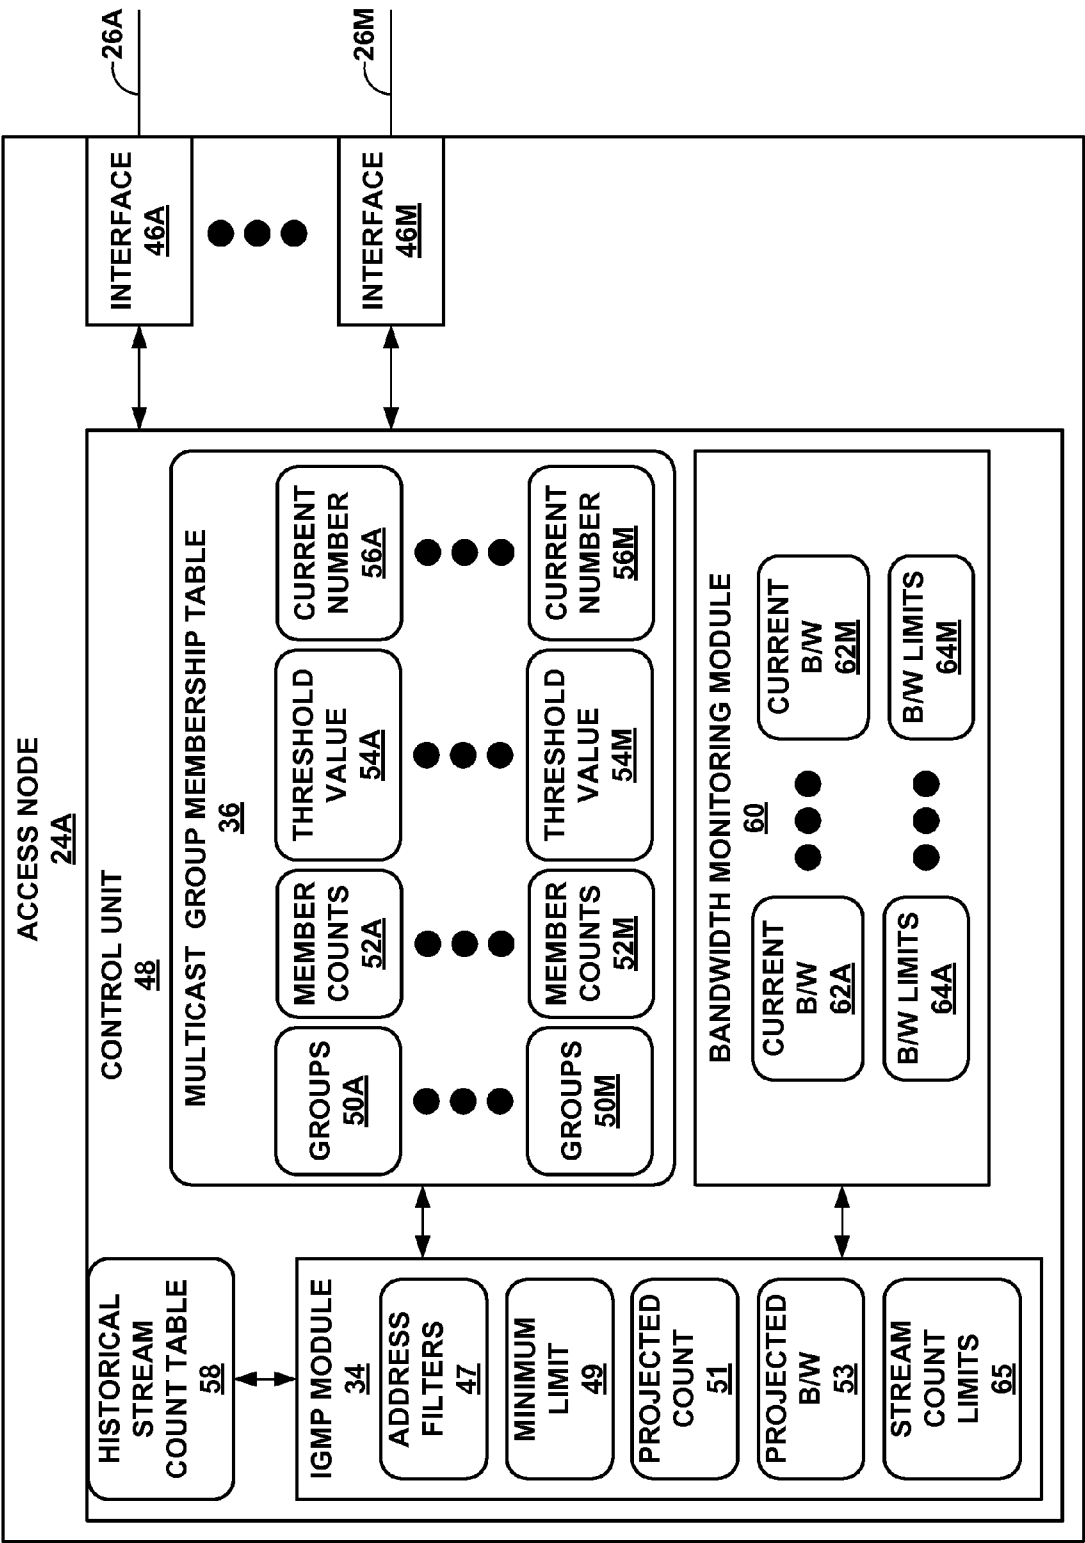 ACCESS NODE
24A
CONTROL UNIT
48
HISTORICAL
STREAM
COUNT TABLE
58
IGMP MODULE
34
ADDRESS
FILTERS
47
MINIMUM
LIMIT
49
PROJECTED
COUNT
51
PROJECTED
B/W
53
STREAM
COUNT
LIMITS
65
MULTICAST GROUP MEMBERSHIP TABLE
36
GROUPS
50A
MEMBER
COUNTS
52A
THRESHOLD
VALUE
54A
CURRENT
NUMBER
56A
GROUPS
50M
MEMBER
COUNTS
52M
THRESHOLD
VALUE
54M
CURRENT
NUMBER
56M
BANDWIDTH MONITORING MODULE
60
CURRENT
B/W
62A
CURRENT
B/W
62M
B/W LIMITS
64A
B/W LIMITS
64M
INTERFACE
46A
26A
INTERFACE
46M
26M